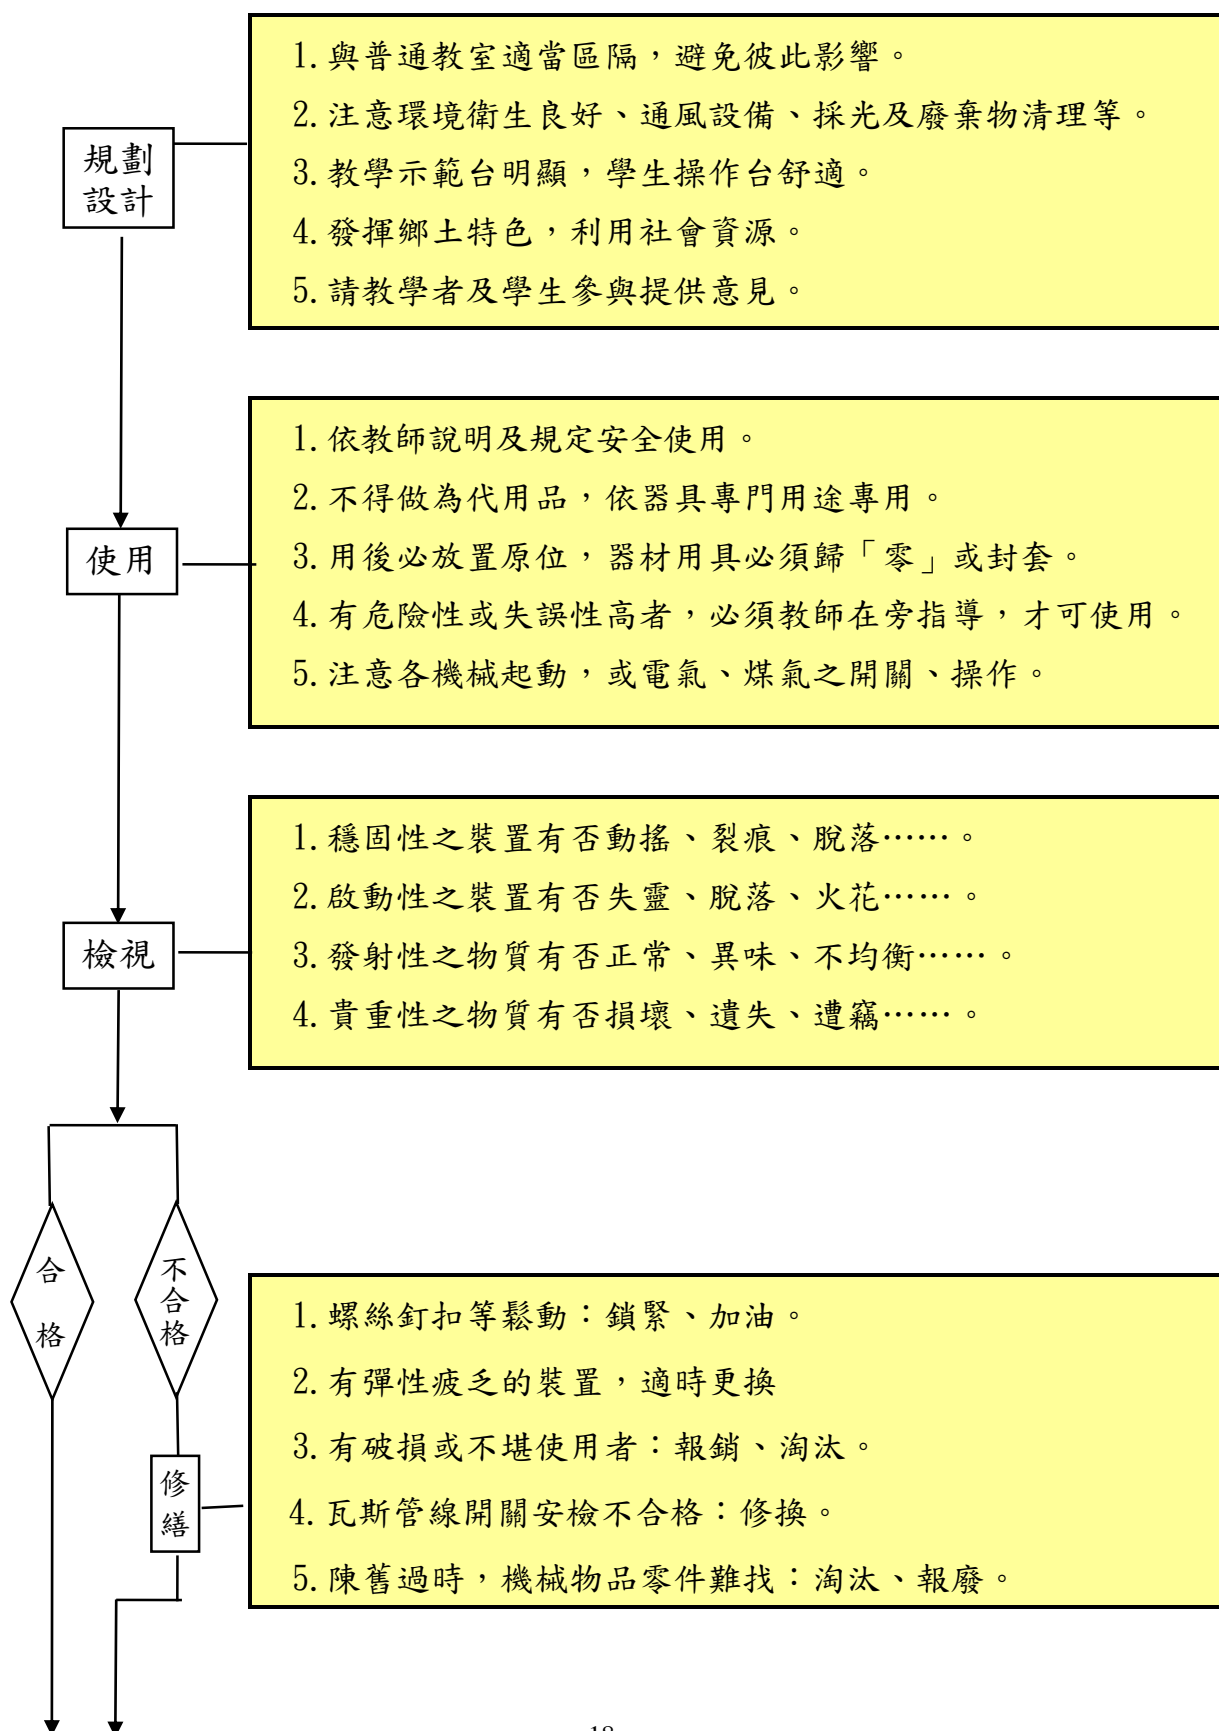 1.與普通教室適當區隔，避免彼此影響。
2.注意環境衛生良好、通風設備、採光及廢棄物清理等。
3.教學示範台明顯，學生操作台舒適。
4.發揮鄉土特色，利用社會資源。
5.請教學者及學生參與提供意見。
規劃
設計
1.依教師說明及規定安全使用。
2.不得做為代用品，依器具專門用途專用。
3.用後必放置原位，器材用具必須歸「零」或封套。
4.有危險性或失誤性高者，必須教師在旁指導，才可使用。
5.注意各機械起動，或電氣、煤氣之開關、操作。
使用
1.穩固性之裝置有否動搖、裂痕、脫落……。
2.啟動性之裝置有否失靈、脫落、火花……。
3.發射性之物質有否正常、異味、不均衡……。
4.貴重性之物質有否損壞、遺失、遭竊……。
檢視
合
格
不
合
格
1.螺絲釘扣等鬆動：鎖緊、加油。
2.有彈性疲乏的裝置，適時更換
3.有破損或不堪使用者：報銷、淘汰。
4.瓦斯管線開關安檢不合格：修換。
5.陳舊過時，機械物品零件難找：淘汰、報廢。
修
繕